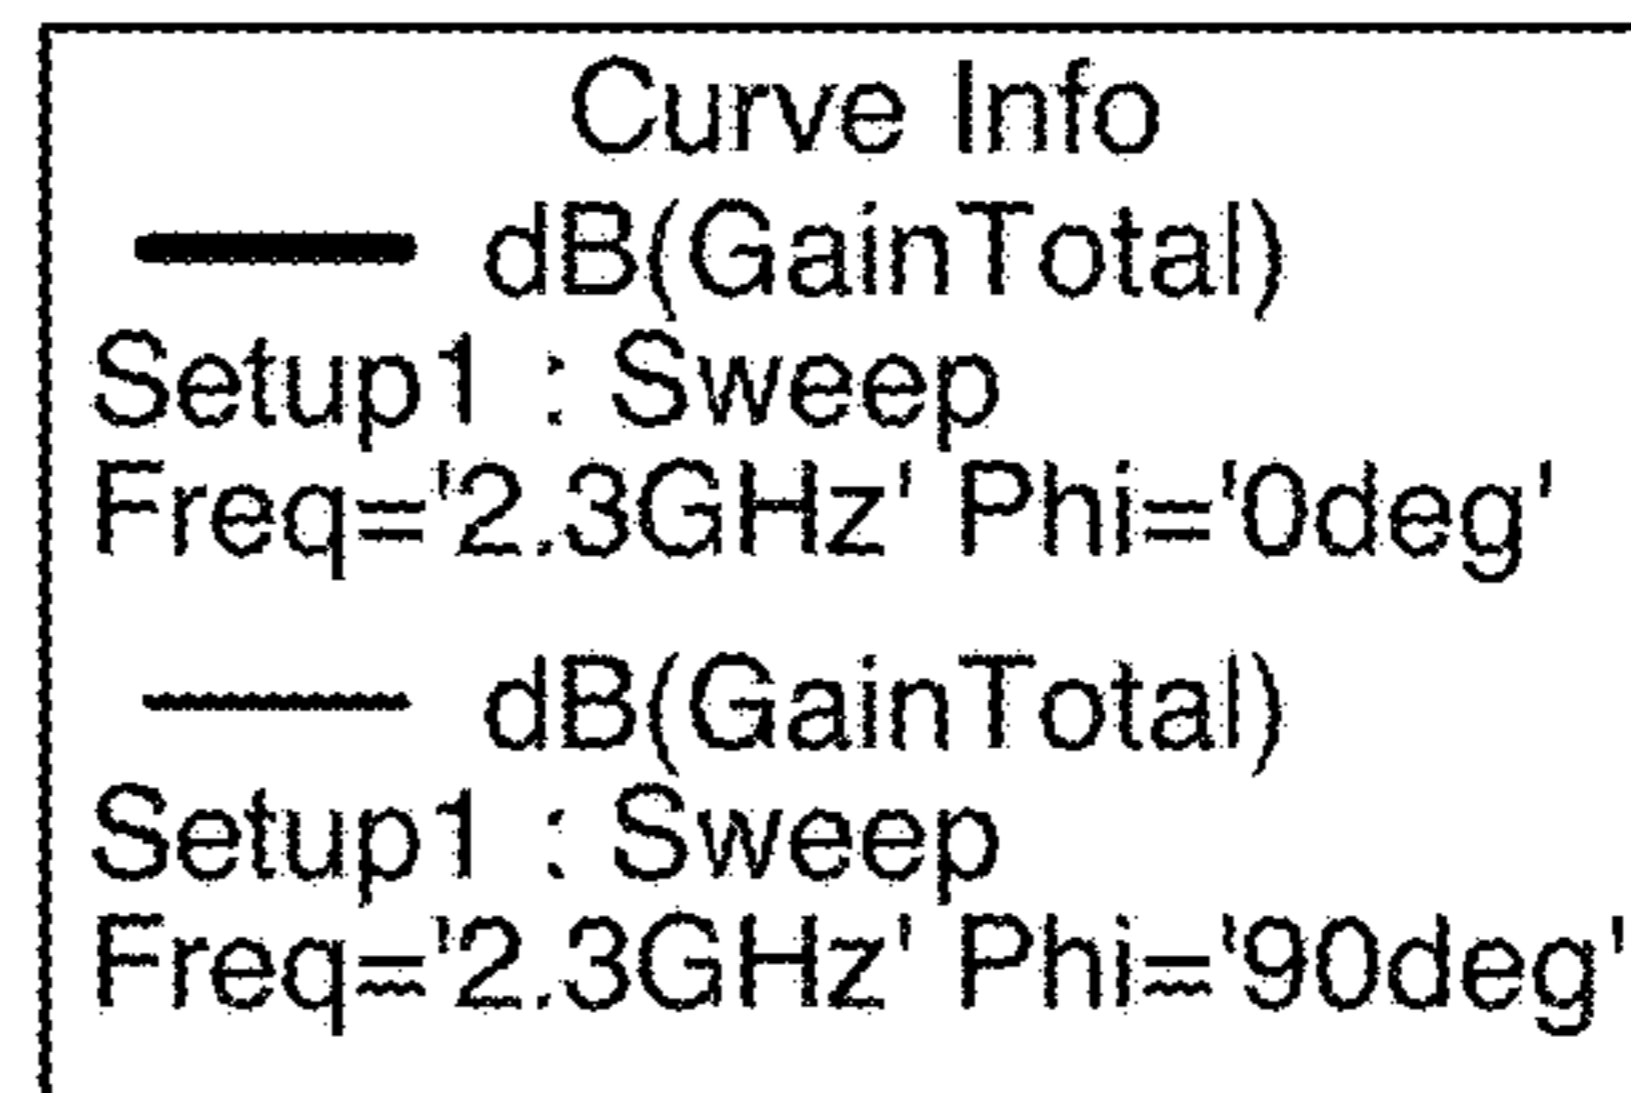 Curve Info
dB(GainTotal)
Setup1 : Sweep
Freq='2.3GHz' Phi='0deg'
dB(GainTotal)
Setup1 : Sweep
Freq='2.3GHz' Phi='90deg'